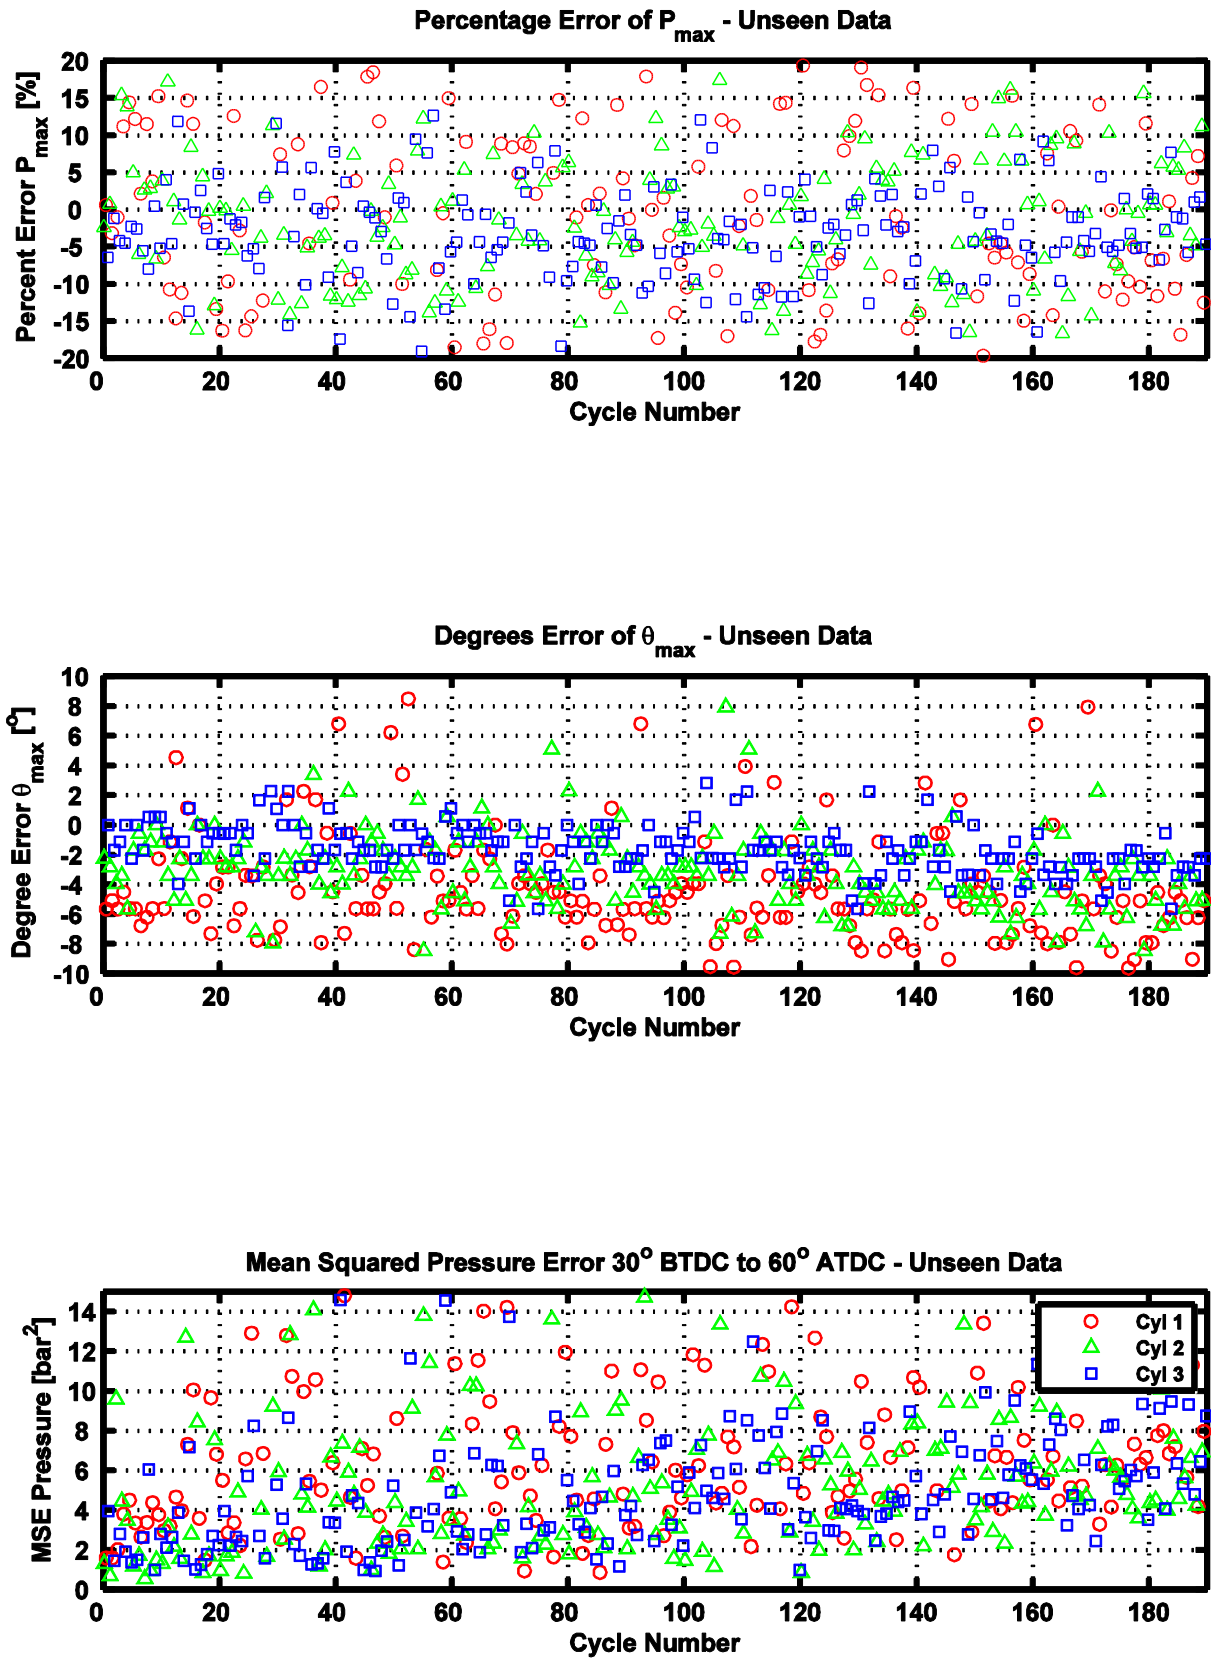 Percentage Error of Pmax - Unseen Data
Percent Error Pmax [%]
20
15
10
5
0
-5
-10
-15
-20
0 20 40 60 80 100 120 140 160 180
Cycle Number
Degrees Error of θmax - Unseen Data
Degree Error θmax [o]
10
8
6
4
2
0
-2
-4
-6
-8
-10
0 20 40 60 80 100 120 140 160 180
Cycle Number
Mean Squared Pressure Error 30o BTDC to 60o ATDC - Unseen Data
MSE Pressure [bar2]
14
12
10
8
6
4
2
0
Cyl 1
Cyl 2
Cyl 3
0 20 40 60 80 100 120 140 160 180
Cycle Number